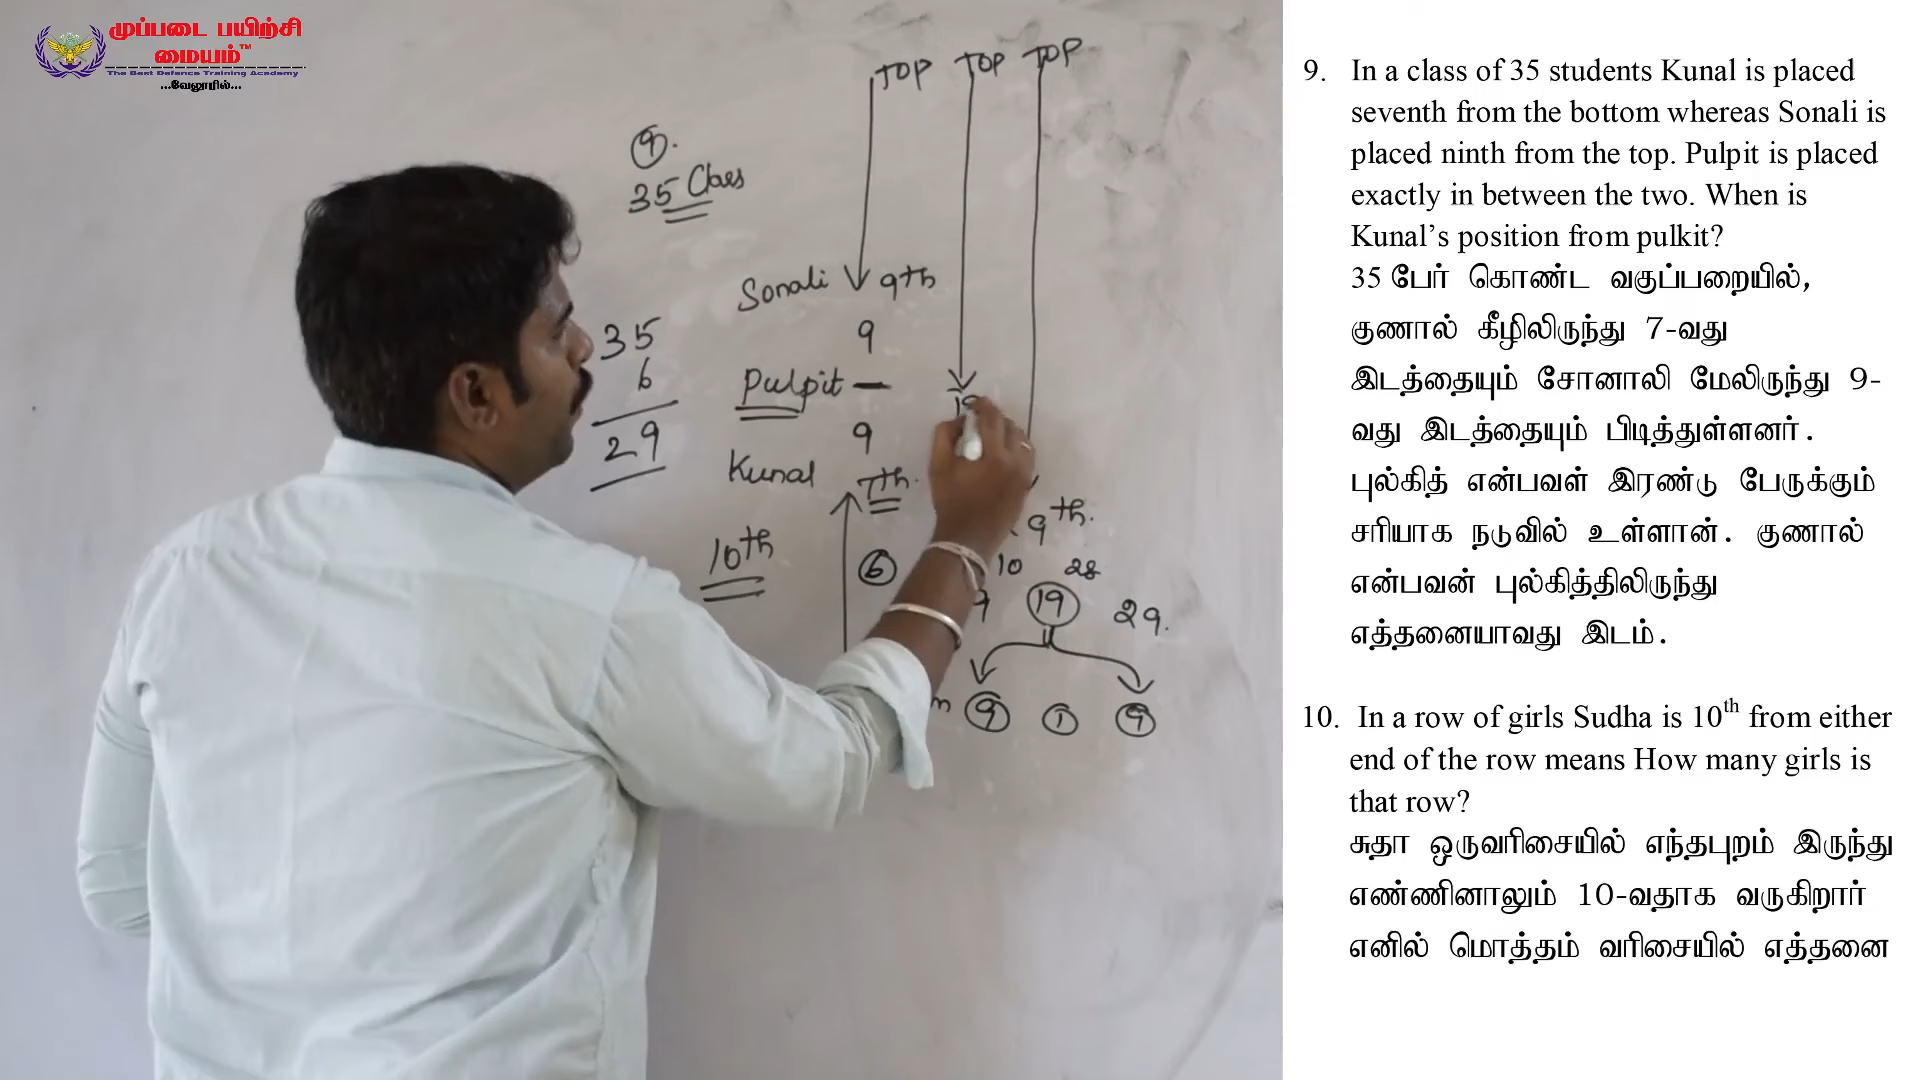 முப்படை பயிற்சி
மையம்™
The Best Defence Training Academy
...வேலூரில்...
TOP TOP TOP
9.
35 Class
Sonali 9th
35
6
29
9
Pulpit —
19
9
Kunal 7th.
10th
6
9th.
10 28
9 19 29.
9 1 9
9. In a class of 35 students Kunal is placed
seventh from the bottom whereas Sonali is
placed ninth from the top. Pulpit is placed
exactly in between the two. When is
Kunal’s position from pulkit?
35 பேர் கொண்ட வகுப்பறையில்,
குணால் கீழிலிருந்து 7-வது
இடத்தையும் சோனாலி மேலிருந்து 9-
வது இடத்தையும் பிடித்துள்ளனர்.
புல்கித் என்பவள் இரண்டு பேருக்கும்
சரியாக நடுவில் உள்ளான். குணால்
என்பவன் புல்கித்திலிருந்து
எத்தனையாவது இடம்.
10. In a row of girls Sudha is 10th from either
end of the row means How many girls is
that row?
சுதா ஒருவரிசையில் எந்தபுறம் இருந்து
எண்ணினாலும் 10-வதாக வருகிறார்
எனில் மொத்தம் வரிசையில் எத்தனை